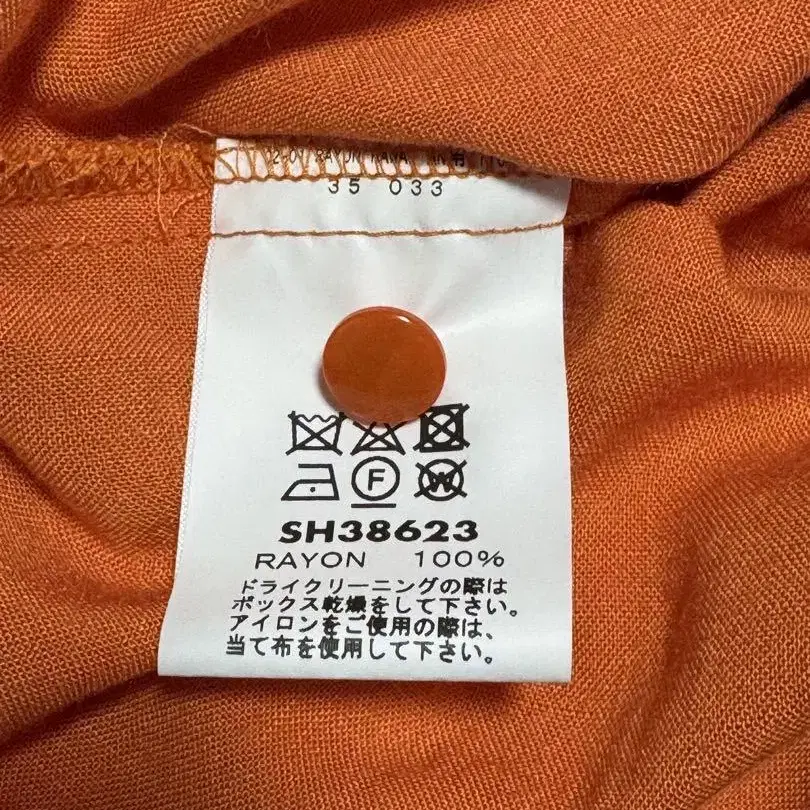 35 033
F
W
SH38623
RAYON 100%
ドライクリーニングの際は
ボックス乾燥をして下さい。
アイロンをご使用の際は、
当て布を使用して下さい。